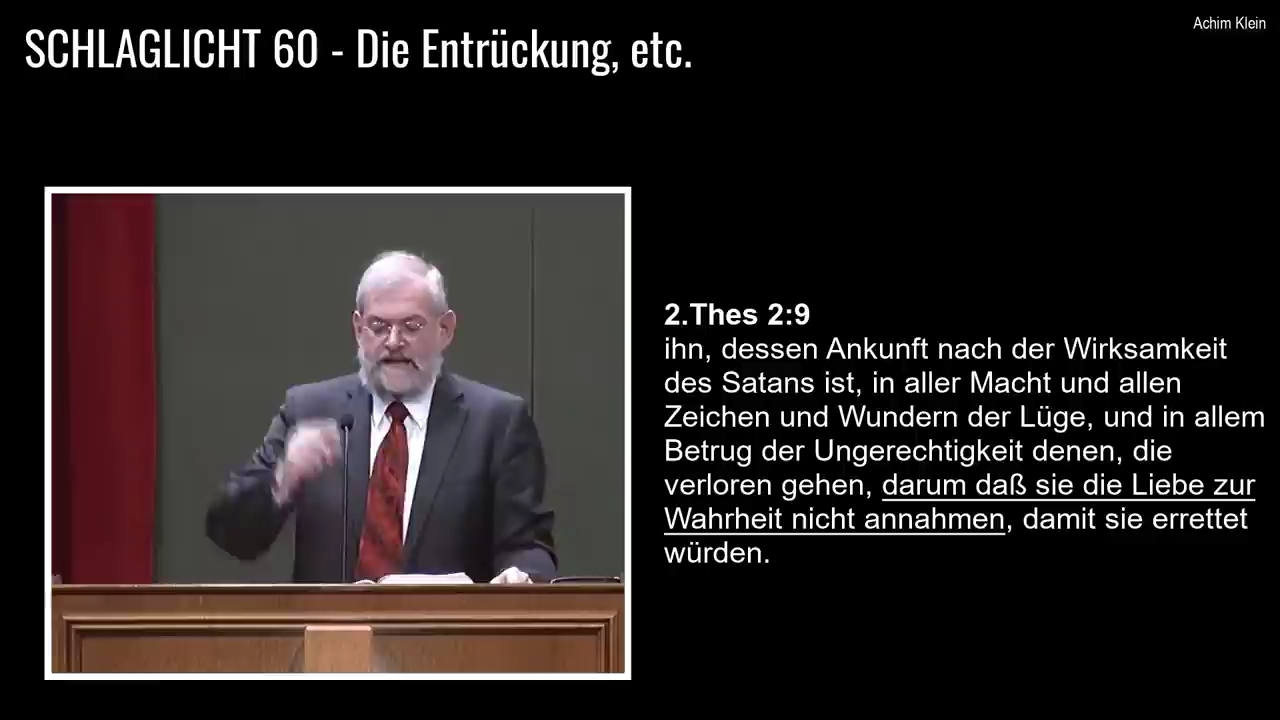 SCHLAGLICHT 60 - Die Entrückung, etc.
Achim Klein
2.Thes 2:9
ihn, dessen Ankunft nach der Wirksamkeit
des Satans ist, in aller Macht und allen
Zeichen und Wundern der Lüge, und in allem
Betrug der Ungerechtigkeit denen, die
verloren gehen, darum daß sie die Liebe zur
Wahrheit nicht annahmen, damit sie errettet
würden.